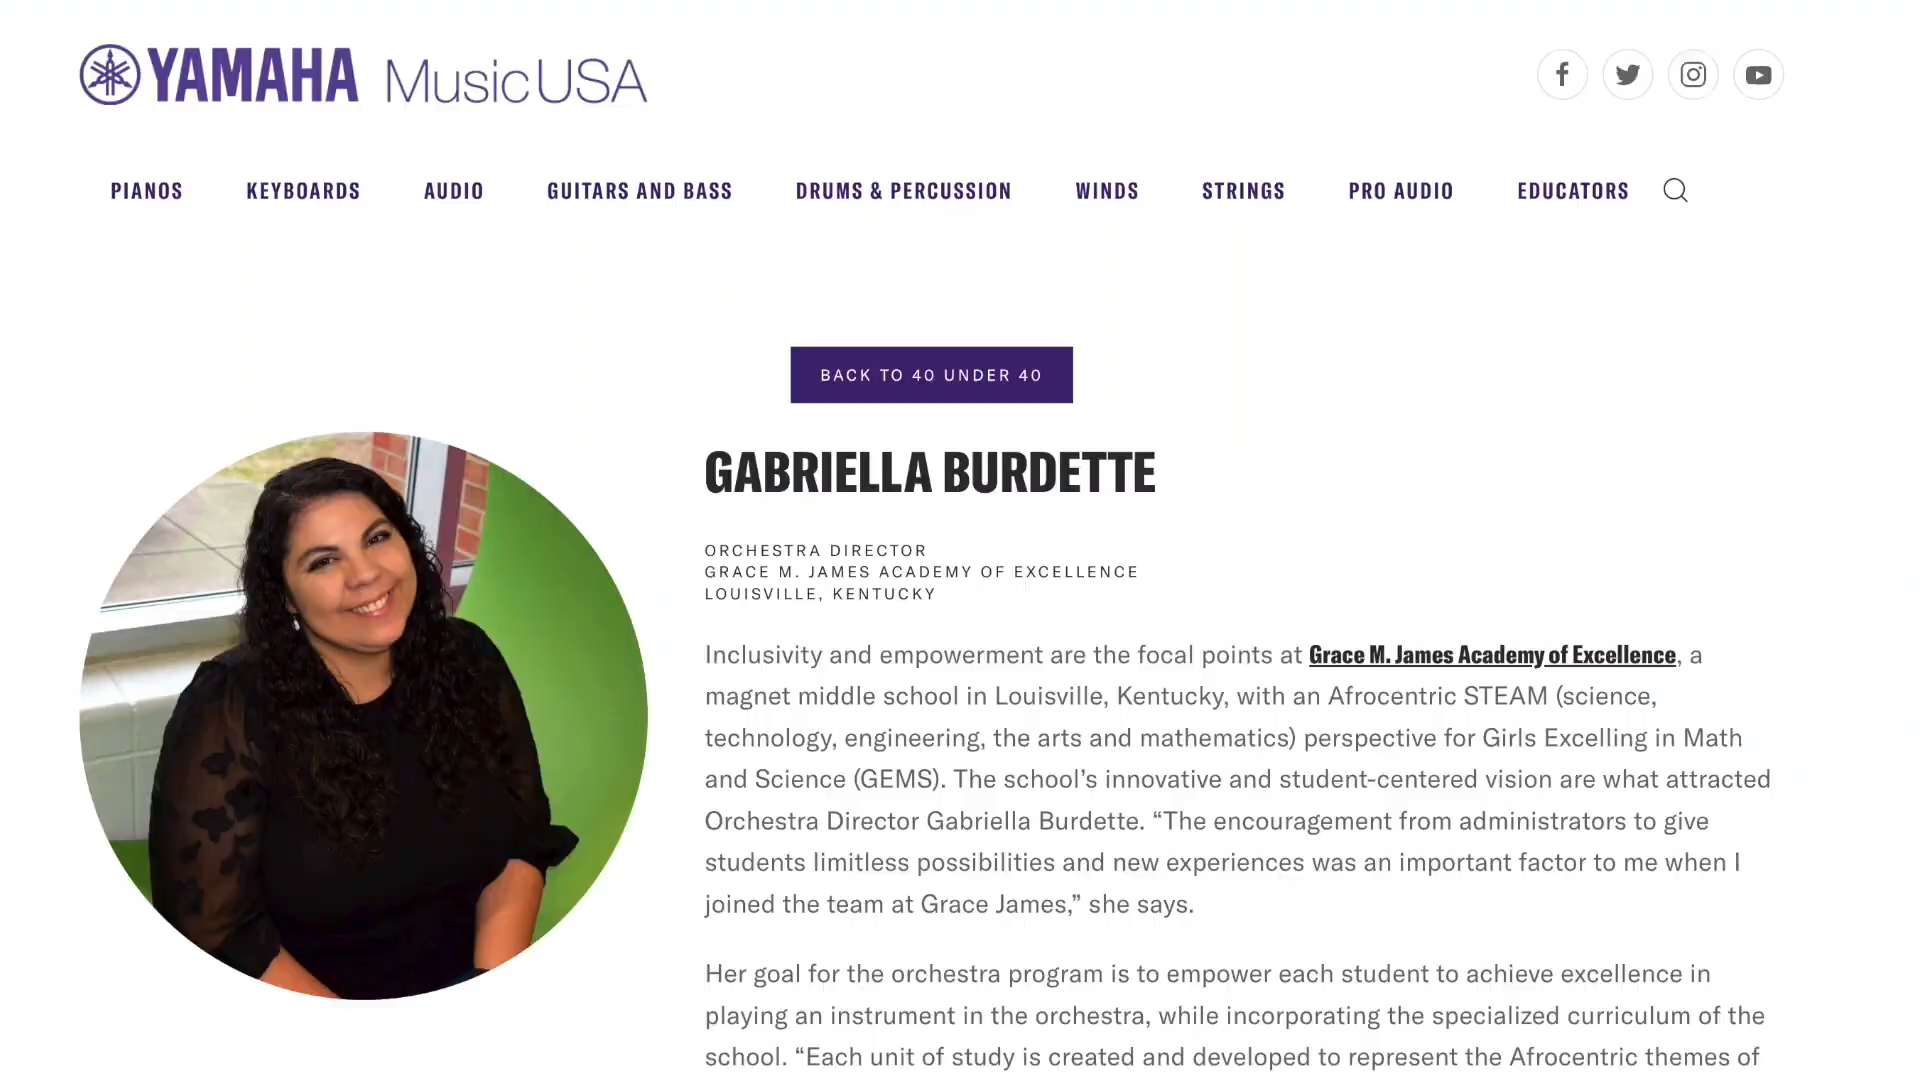 YAMAHA MusicUSA
PIANOS KEYBOARDS AUDIO GUITARS AND BASS DRUMS & PERCUSSION WINDS STRINGS PRO AUDIO EDUCATORS
BACK TO 40 UNDER 40
GABRIELLA BURDETTE
ORCHESTRA DIRECTOR
GRACE M. JAMES ACADEMY OF EXCELLENCE
LOUISVILLE, KENTUCKY
Inclusivity and empowerment are the focal points at Grace M. James Academy of Excellence, a
magnet middle school in Louisville, Kentucky, with an Afrocentric STEAM (science,
technology, engineering, the arts and mathematics) perspective for Girls Excelling in Math
and Science (GEMS). The school’s innovative and student-centered vision are what attracted
Orchestra Director Gabriella Burdette. “The encouragement from administrators to give
students limitless possibilities and new experiences was an important factor to me when I
joined the team at Grace James,” she says.
Her goal for the orchestra program is to empower each student to achieve excellence in
playing an instrument in the orchestra, while incorporating the specialized curriculum of the
school. “Each unit of study is created and developed to represent the Afrocentric themes of